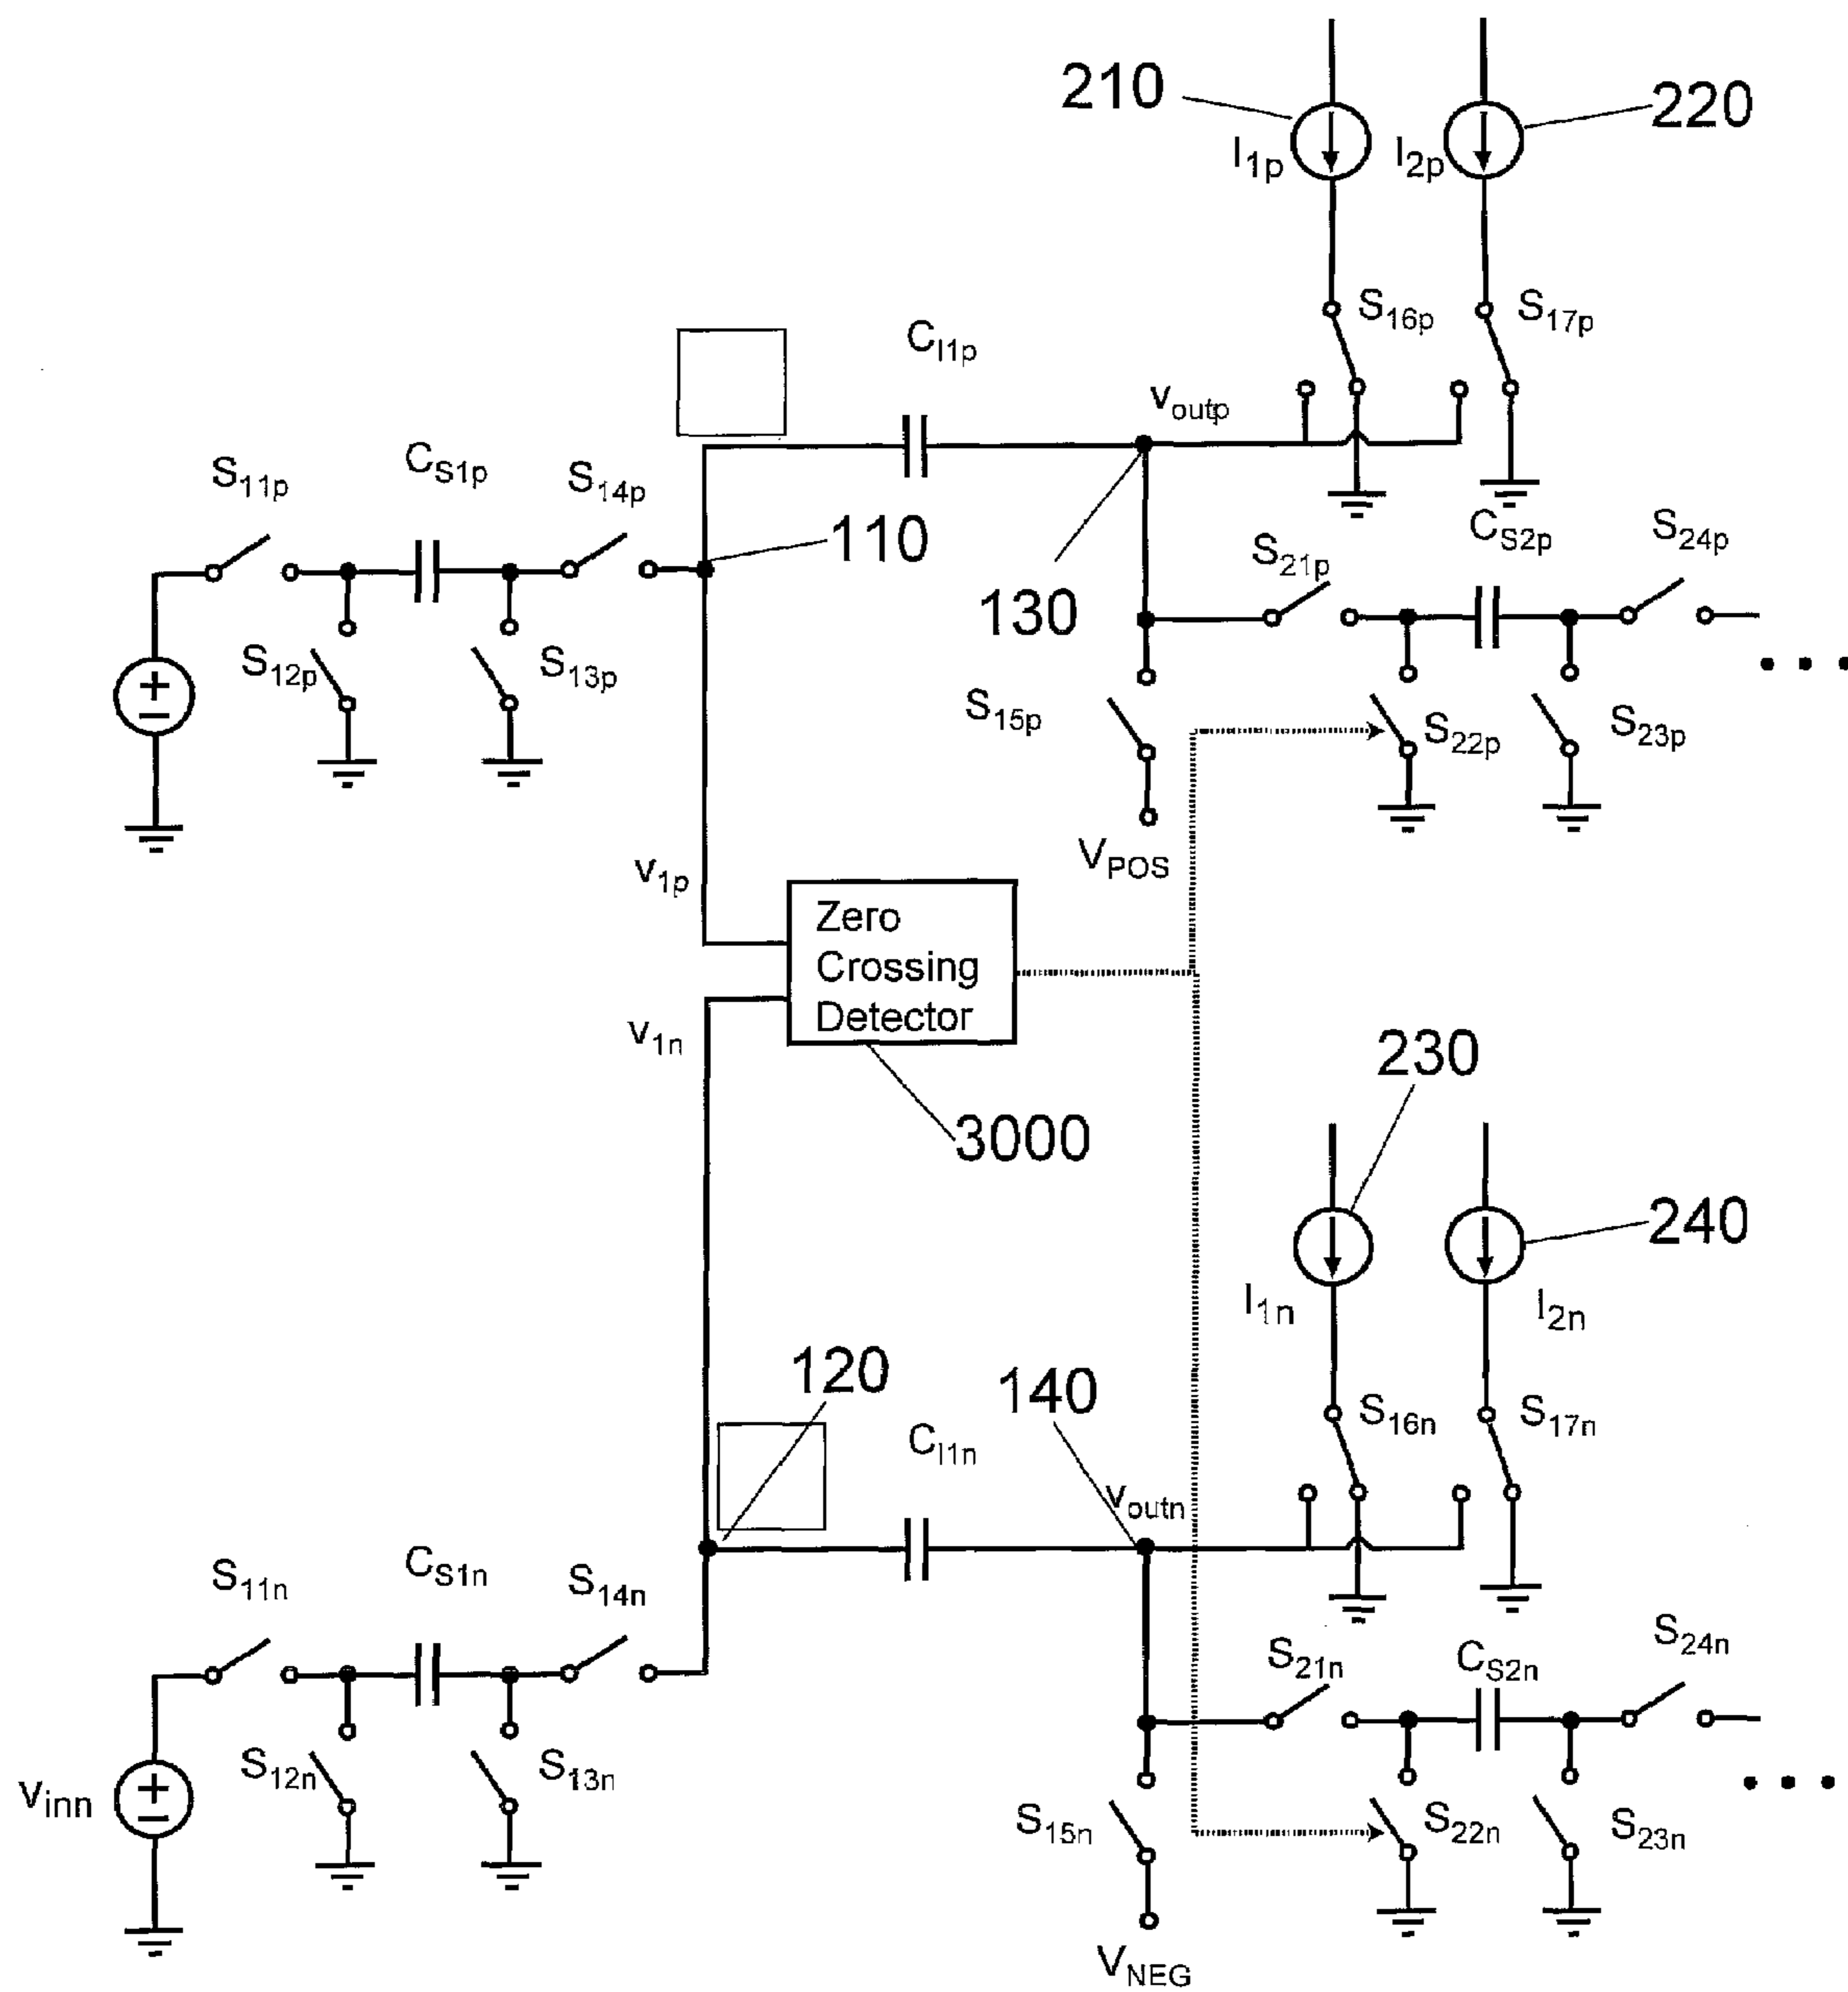 210
220
I1p
I2p
S16p
S17p
CI1p
voutp
S11p
CS1p
S14p
110
CS2p
S24p
S21p
130
S12p
S13p
S15p
S22p
S23p
• • •
VPOS
v1p
Zero
Crossing
Detector
v1n
3000
230
240
I1n
I2n
120
140
S16n
S17n
CI1n
voutn
S11n
CS1n
S14n
S21n
CS2n
S24n
vinn
S12n
S13n
S15n
S22n
S23n
• • •
VNEG